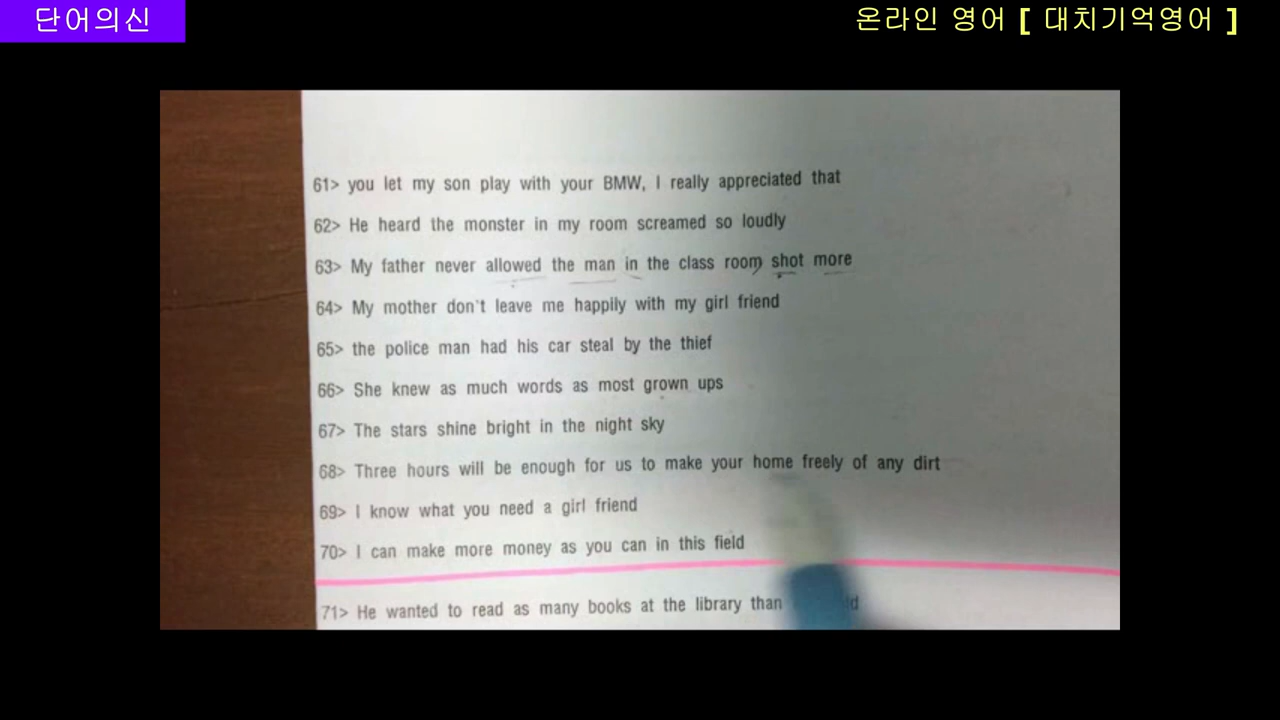 단어의신
온라인 영어 [ 대치기억영어 ]
61> you let my son play with your BMW, I really appreciated that
62> He heard the monster in my room screamed so loudly
63> My father never allowed the man in the class room shot more
64> My mother don't leave me happily with my girl friend
65> the police man had his car steal by the thief
66> She knew as much words as most grown ups
67> The stars shine bright in the night sky
68> Three hours will be enough for us to make your home freely of any dirt
69> I know what you need a girl friend
70> I can make more money as you can in this field
71> He wanted to read as many books at the library than